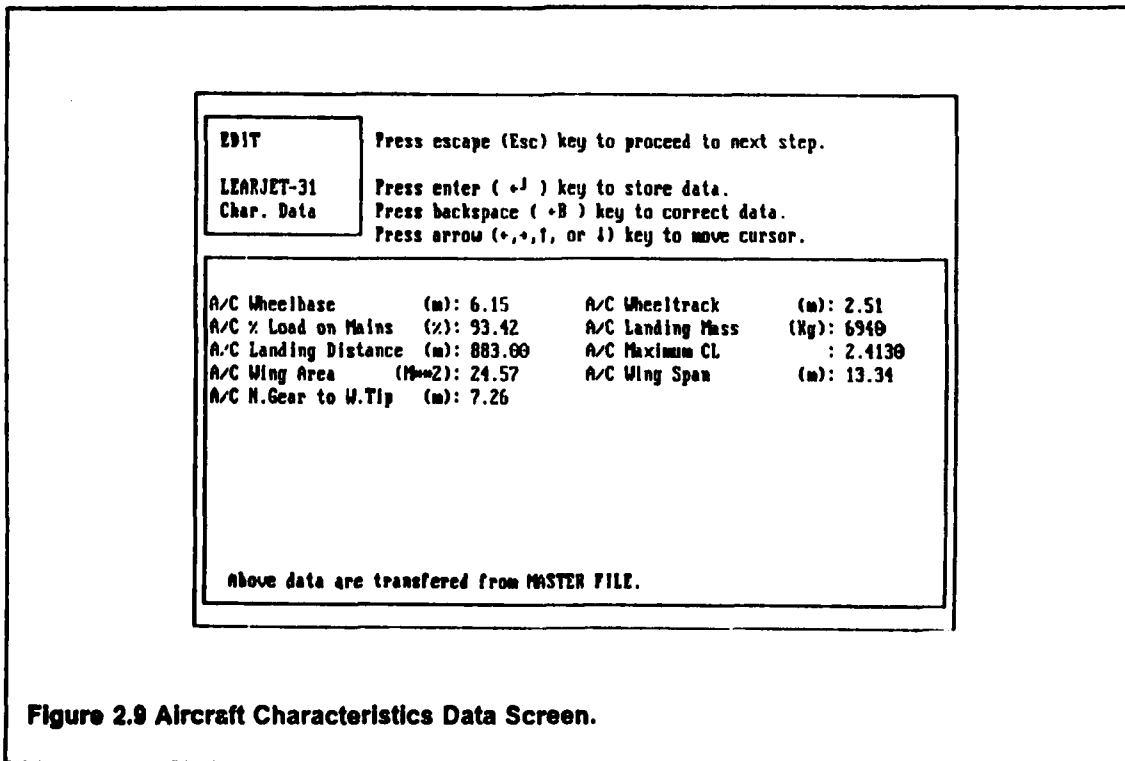 EDIT
Press escape (Esc) key to proceed to next step.
LEARJET-31
Press enter ( ↵ ) key to store data.
Char. Data
Press backspace ( ←B ) key to correct data.
Press arrow (←,→,↑, or ↓) key to move cursor.
A/C Wheelbase (m): 6.15 A/C Wheeltrack (m): 2.51
A/C % Load on Mains (%): 93.42 A/C Landing Mass (Kg): 6940
A/C Landing Distance (m): 883.00 A/C Maximum CL : 2.4130
A/C Wing Area (M**2): 24.57 A/C Wing Span (m): 13.34
A/C N.Gear to W.Tip (m): 7.26
Above data are transfered from MASTER FILE.
Figure 2.9 Aircraft Characteristics Data Screen.